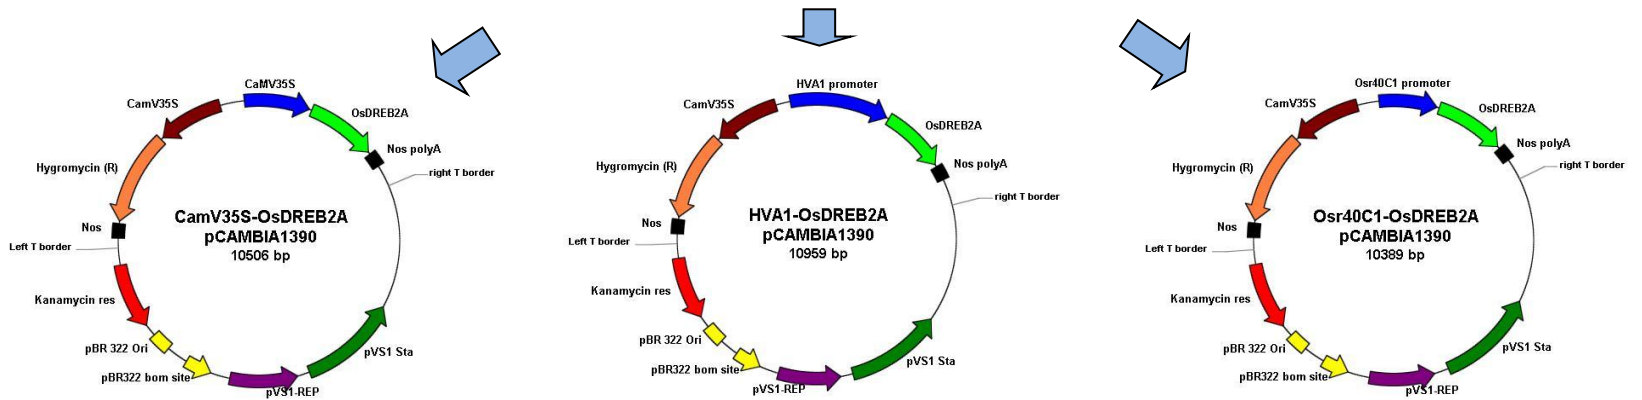 CaMV35S
CamV35S
OsDREB2A
Nos polyA
Hygromycin (R)
right T border
CamV35S-OsDREB2A
pCAMBIA1390
10506 bp
Nos
Left T border
Kanamycin res
pBR 322 Ori
pVS1 Sta
pBR322 bom site
pVS1-REP
HVA1 promoter
CamV35S
OsDREB2A
Nos polyA
Hygromycin (R)
right T border
HVA1-OsDREB2A
pCAMBIA1390
10959 bp
Nos
Left T border
Kanamycin res
pBR 322 Ori
pVS1 Sta
pBR322 bom site
pVS1-REP
Osr40C1 promoter
CamV35S
OsDREB2A
Nos polyA
Hygromycin (R)
right T border
Osr40C1-OsDREB2A
pCAMBIA1390
10389 bp
Nos
Left T border
Kanamycin res
pBR 322 Ori
pVS1 Sta
pBR322 bom site
pVS1-REP